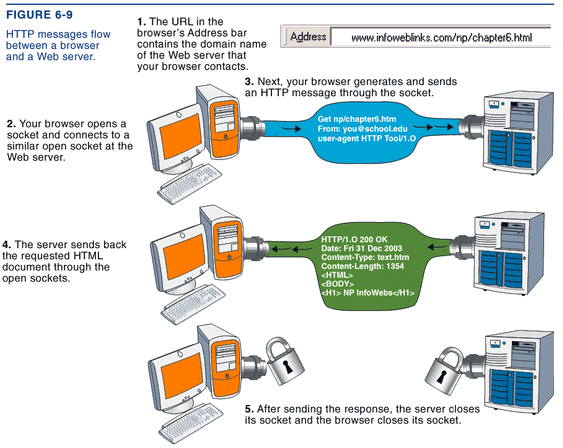 FIGURE 6-9
HTTP messages flow
between a browser
and a Web server.
1. The URL in the
browser's Address bar
contains the domain name
of the Web server that
your browser contacts.
Address www.infoweblinks.com/np/chapter6.html
3. Next, your browser generates and sends
an HTTP message through the socket.
2. Your browser opens a
socket and connects to a
similar open socket at the
Web server.
Get np/chapter6.htm
From: you@school.edu
user-agent HTTP Tool/1.O
4. The server sends back
the requested HTML
document through the
open sockets.
HTTP/1.O 200 OK
Date: Fri 31 Dec 2003
Content-Type: text.htm
Content-Length: 1354
<HTML>
<BODY>
<H1> NP InfoWebs</H1>
5. After sending the response, the server closes
its socket and the browser closes its socket.